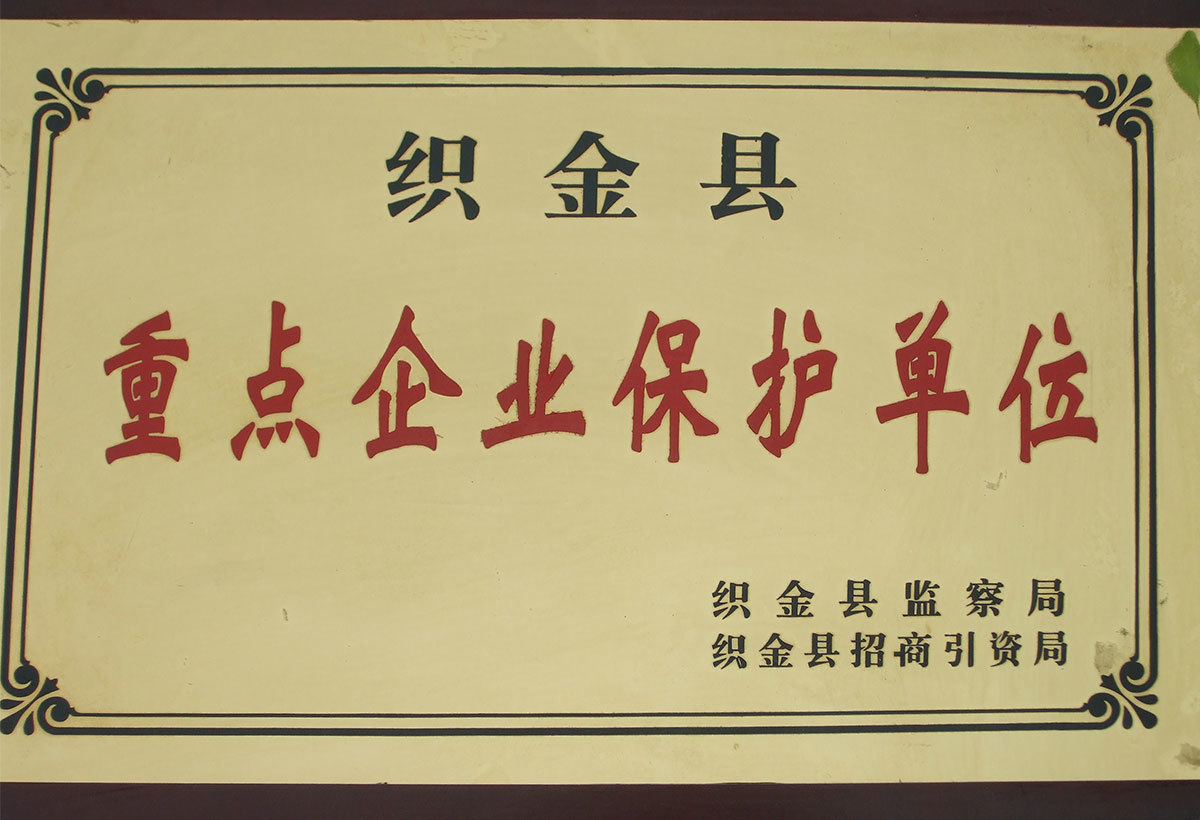 织金县
重点企业保护单位
织金县监察局
织金县招商引资局